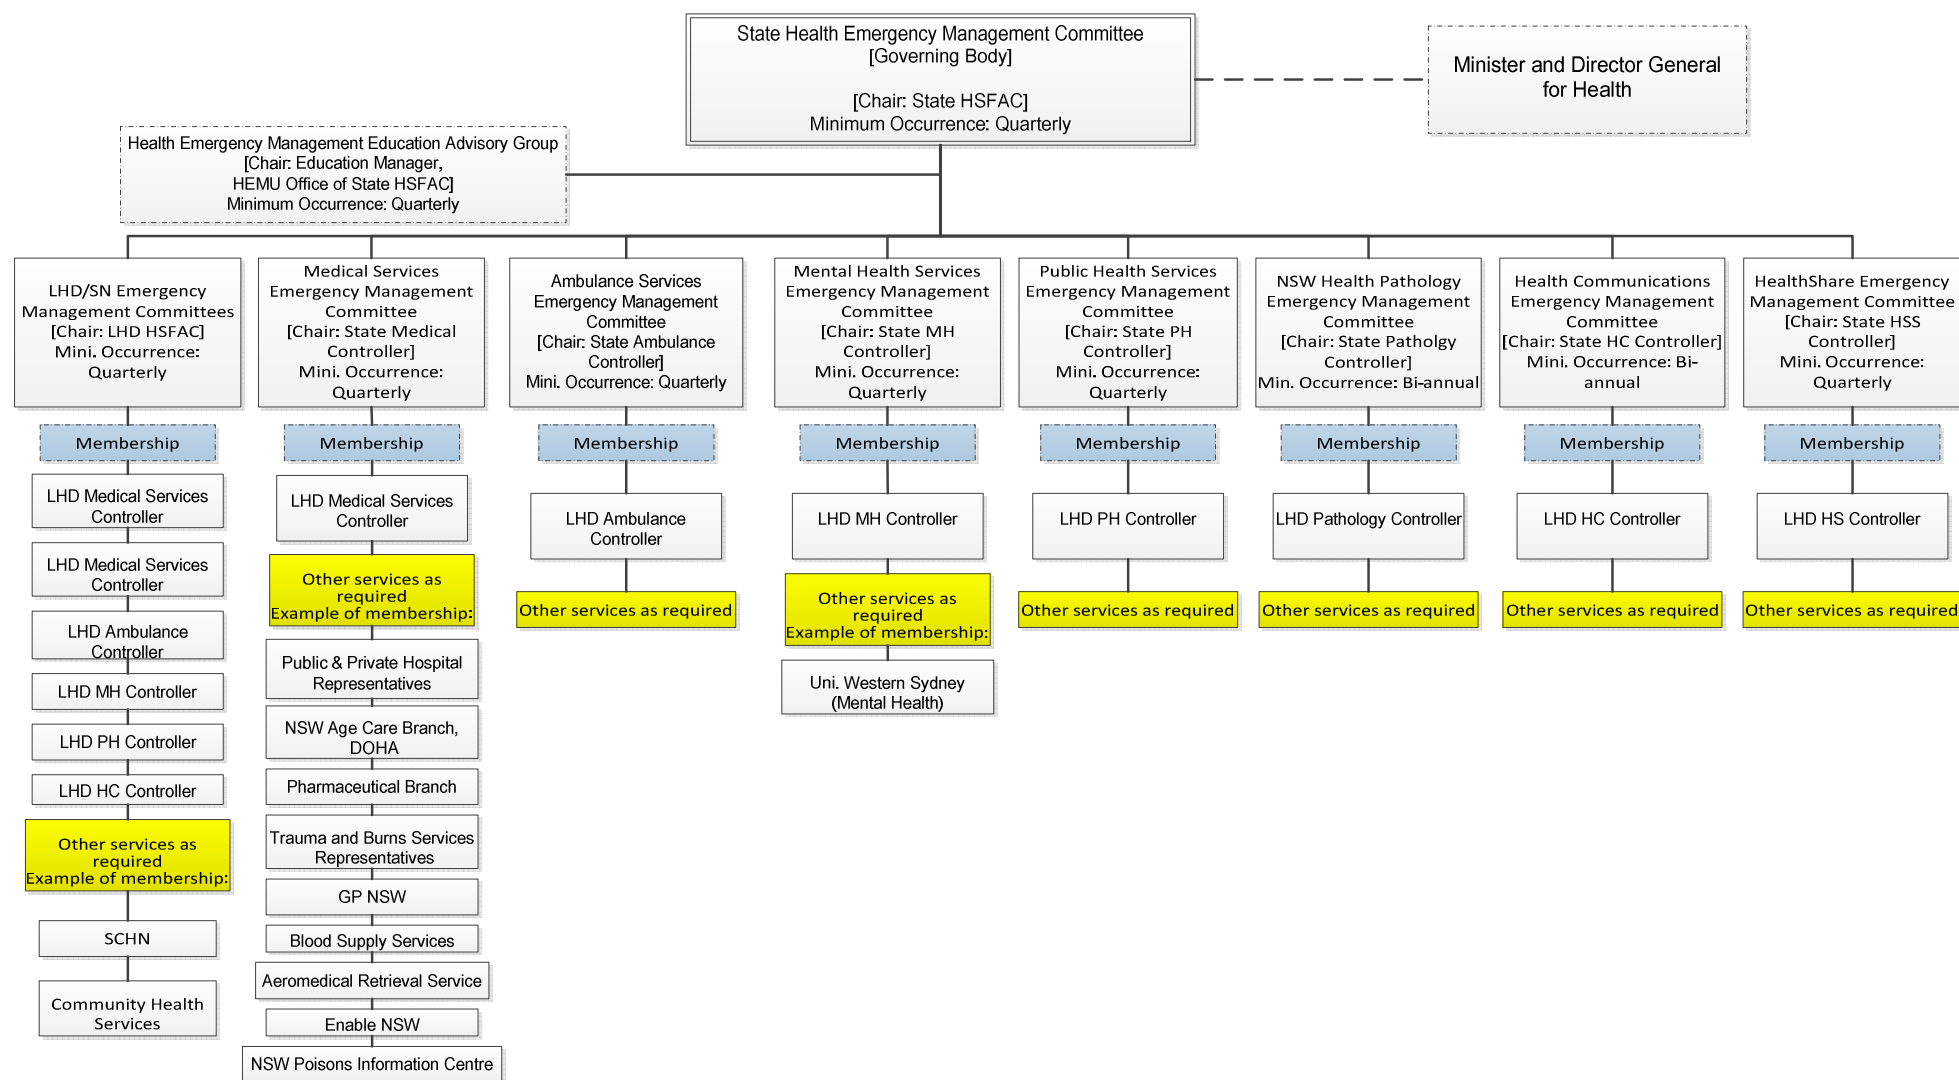 State Health Emergency Management Committee
[Governing Body]
[Chair: State HSFAC]
Minimum Occurrence: Quarterly
Minister and Director General
for Health
Health Emergency Management Education Advisory Group
[Chair: Education Manager,
HEMU Office of State HSFAC]
Minimum Occurrence: Quarterly
LHD/SN Emergency
Management Committees
[Chair: LHD HSFAC]
Mini. Occurrence:
Quarterly
Membership
LHD Medical Services
Controller
LHD Medical Services
Controller
LHD Ambulance
Controller
LHD MH Controller
LHD PH Controller
LHD HC Controller
Other services as
required
Example of membership:
SCHN
Community Health
Services
Medical Services
Emergency Management
Committee
[Chair: State Medical
Controller]
Mini. Occurrence:
Quarterly
Membership
LHD Medical Services
Controller
Other services as
required
Example of membership:
Public & Private Hospital
Representatives
NSW Age Care Branch,
DOHA
Pharmaceutical Branch
Trauma and Burns Services
Representatives
GP NSW
Blood Supply Services
Aeromedical Retrieval Service
Enable NSW
NSW Poisons Information Centre
Ambulance Services
Emergency Management
Committee
[Chair: State Ambulance
Controller]
Mini. Occurrence: Quarterly
Membership
LHD Ambulance
Controller
Other services as required
Mental Health Services
Emergency Management
Committee
[Chair: State MH
Controller]
Mini. Occurrence:
Quarterly
Membership
LHD MH Controller
Other services as
required
Example of membership:
Uni. Western Sydney
(Mental Health)
Public Health Services
Emergency Management
Committee
[Chair: State PH
Controller]
Mini. Occurrence:
Quarterly
Membership
LHD PH Controller
Other services as required
NSW Health Pathology
Emergency Management
Committee
[Chair: State Patholgy
Controller]
Min. Occurrence: Bi-annual
Membership
LHD Pathology Controller
Other services as required
Health Communications
Emergency Management
Committee
[Chair: State HC Controller]
Mini. Occurrence: Bi-
annual
Membership
LHD HC Controller
Other services as required
HealthShare Emergency
Management Committee
[Chair: State HSS
Controller]
Mini. Occurrence:
Quarterly
Membership
LHD HS Controller
Other services as required